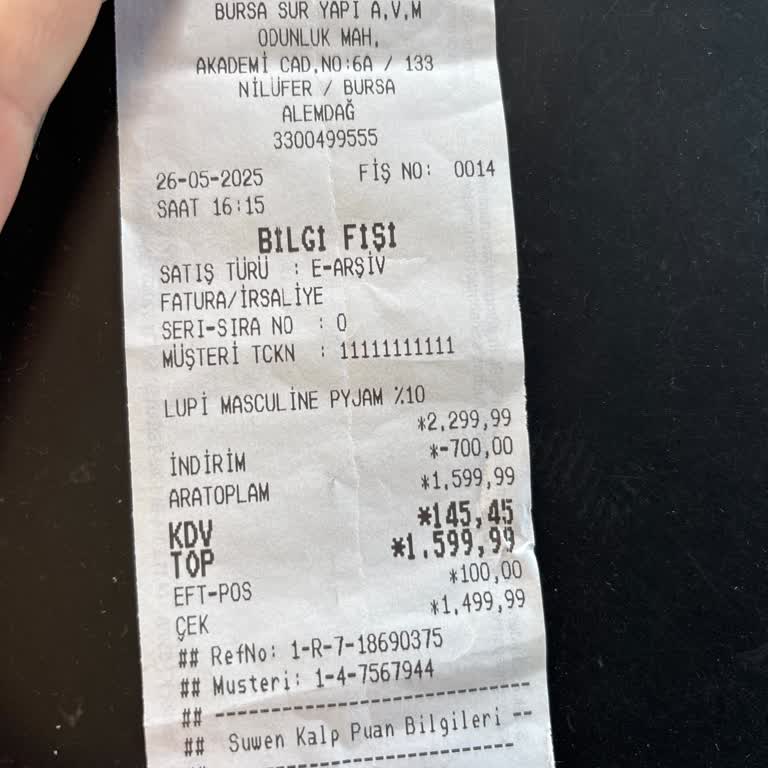 BURSA SUR YAPI A.V.M
ODUNLUK MAH.
AKADEMİ CAD.NO:6A / 133
NİLÜFER / BURSA
ALEMDAĞ
3300499555
26-05-2025 FİŞ NO: 0014
SAAT 16:15
BİLGİ FİŞİ
SATIŞ TÜRÜ : E-ARŞİV
FATURA/İRSALİYE
SERI-SIRA NO : 0
MÜŞTERİ TCKN : 11111111111
LUPİ MASCULINE PYJAM %10
*2,299,99
İNDİRİM *-700,00
ARATOPLAM *1,599,99
KDV *145,45
TOP *1.599,99
EFT-POS *100,00
ÇEK *1,499,99
## RefNo: 1-R-7-18690375
## Musteri: 1-4-7567944
## --------------------------------
## Suwen Kalp Puan Bilgileri --